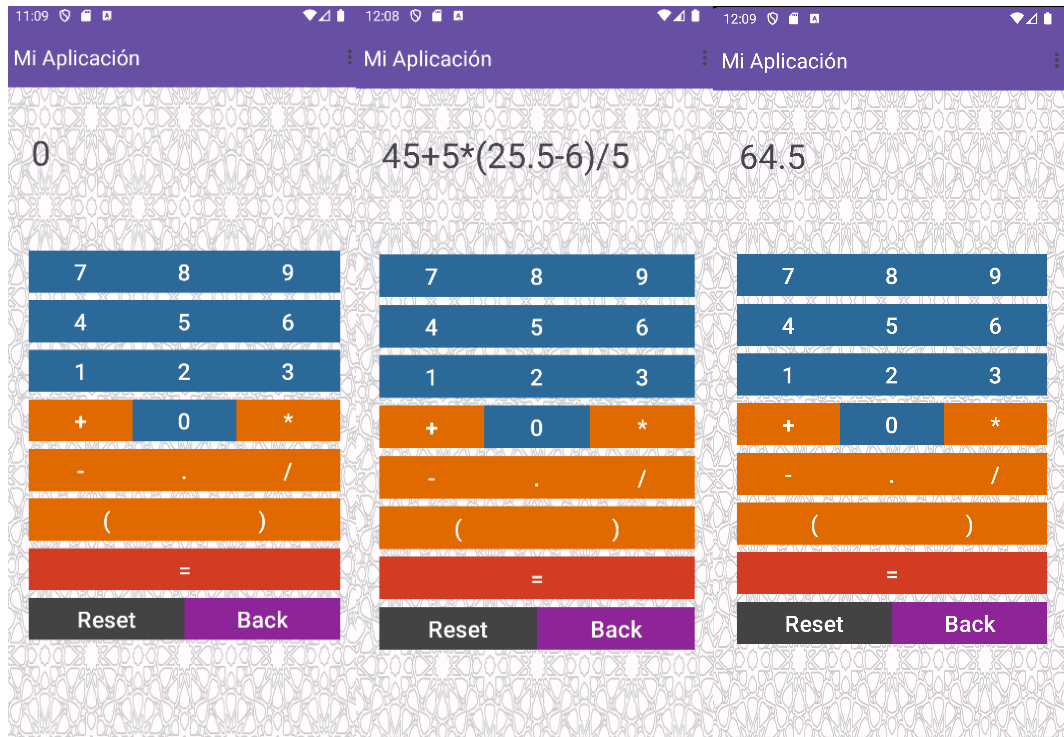 11:09
Mi Aplicación
0
7 8 9
4 5 6
1 2 3
+ 0 *
- . /
( )
=
Reset Back
12:08
Mi Aplicación
45+5*(25.5-6)/5
7 8 9
4 5 6
1 2 3
+ 0 *
- . /
( )
=
Reset Back
12:09
Mi Aplicación
64.5
7 8 9
4 5 6
1 2 3
+ 0 *
- . /
( )
=
Reset Back